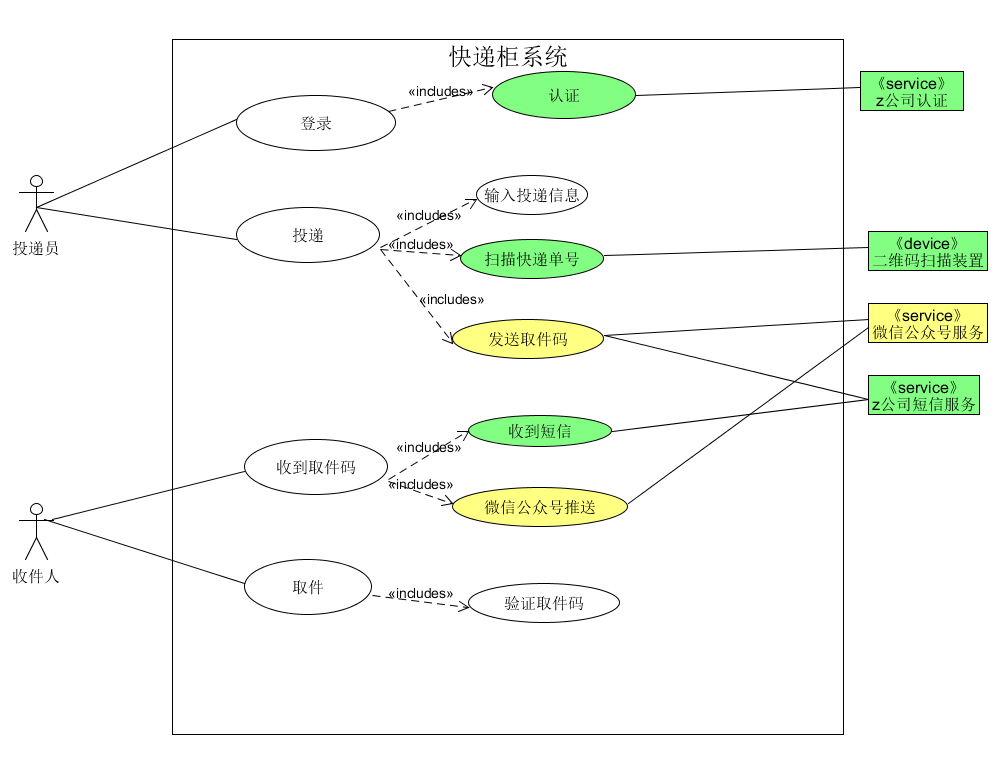 快递柜系统
«includes»
认证
《service》
z公司认证
登录
投递员
投递
输入投递信息
«includes»
«includes»
扫描快递单号
《device》
二维码扫描装置
«includes»
发送取件码
《service》
微信公众号服务
《service》
z公司短信服务
收到短信
«includes»
收到取件码
«includes»
微信公众号推送
收件人
取件
«includes»
验证取件码